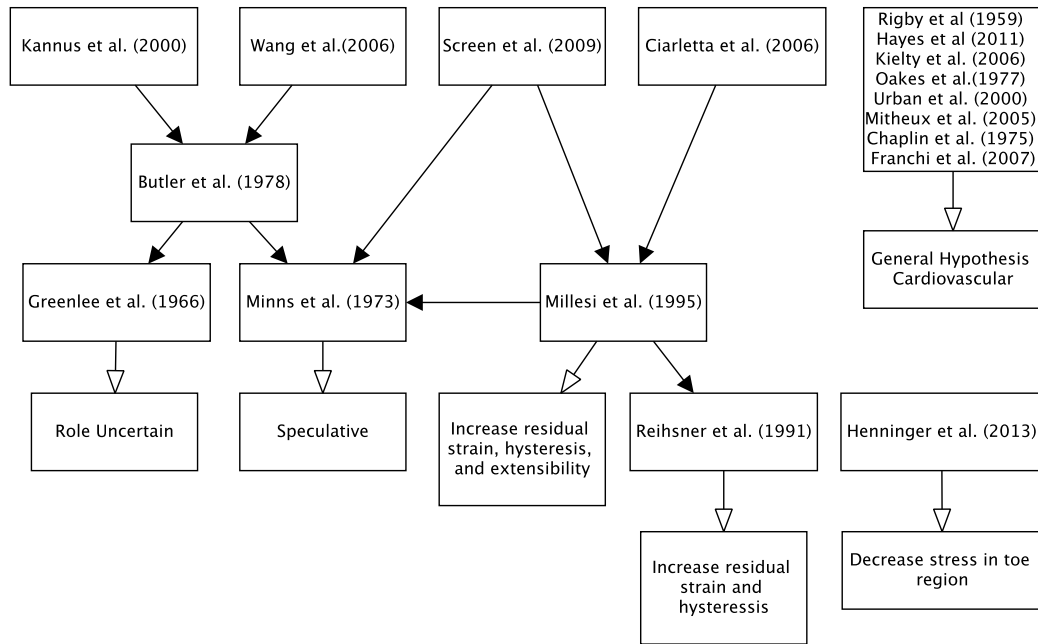 Kannus et al. (2000)
Wang et al.(2006)
Screen et al. (2009)
Ciarletta et al. (2006)
Rigby et al (1959)
Hayes et al (2011)
Kielty et al. (2006)
Oakes et al.(1977)
Urban et al. (2000)
Mitheux et al. (2005)
Chaplin et al. (1975)
Franchi et al. (2007)
Butler et al. (1978)
General Hypothesis
Cardiovascular
Greenlee et al. (1966)
Minns et al. (1973)
Millesi et al. (1995)
Role Uncertain
Speculative
Increase residual
strain, hysteresis,
and extensibility
Reihsner et al. (1991)
Henninger et al. (2013)
Increase residual
strain and
hysteressis
Decrease stress in toe
region